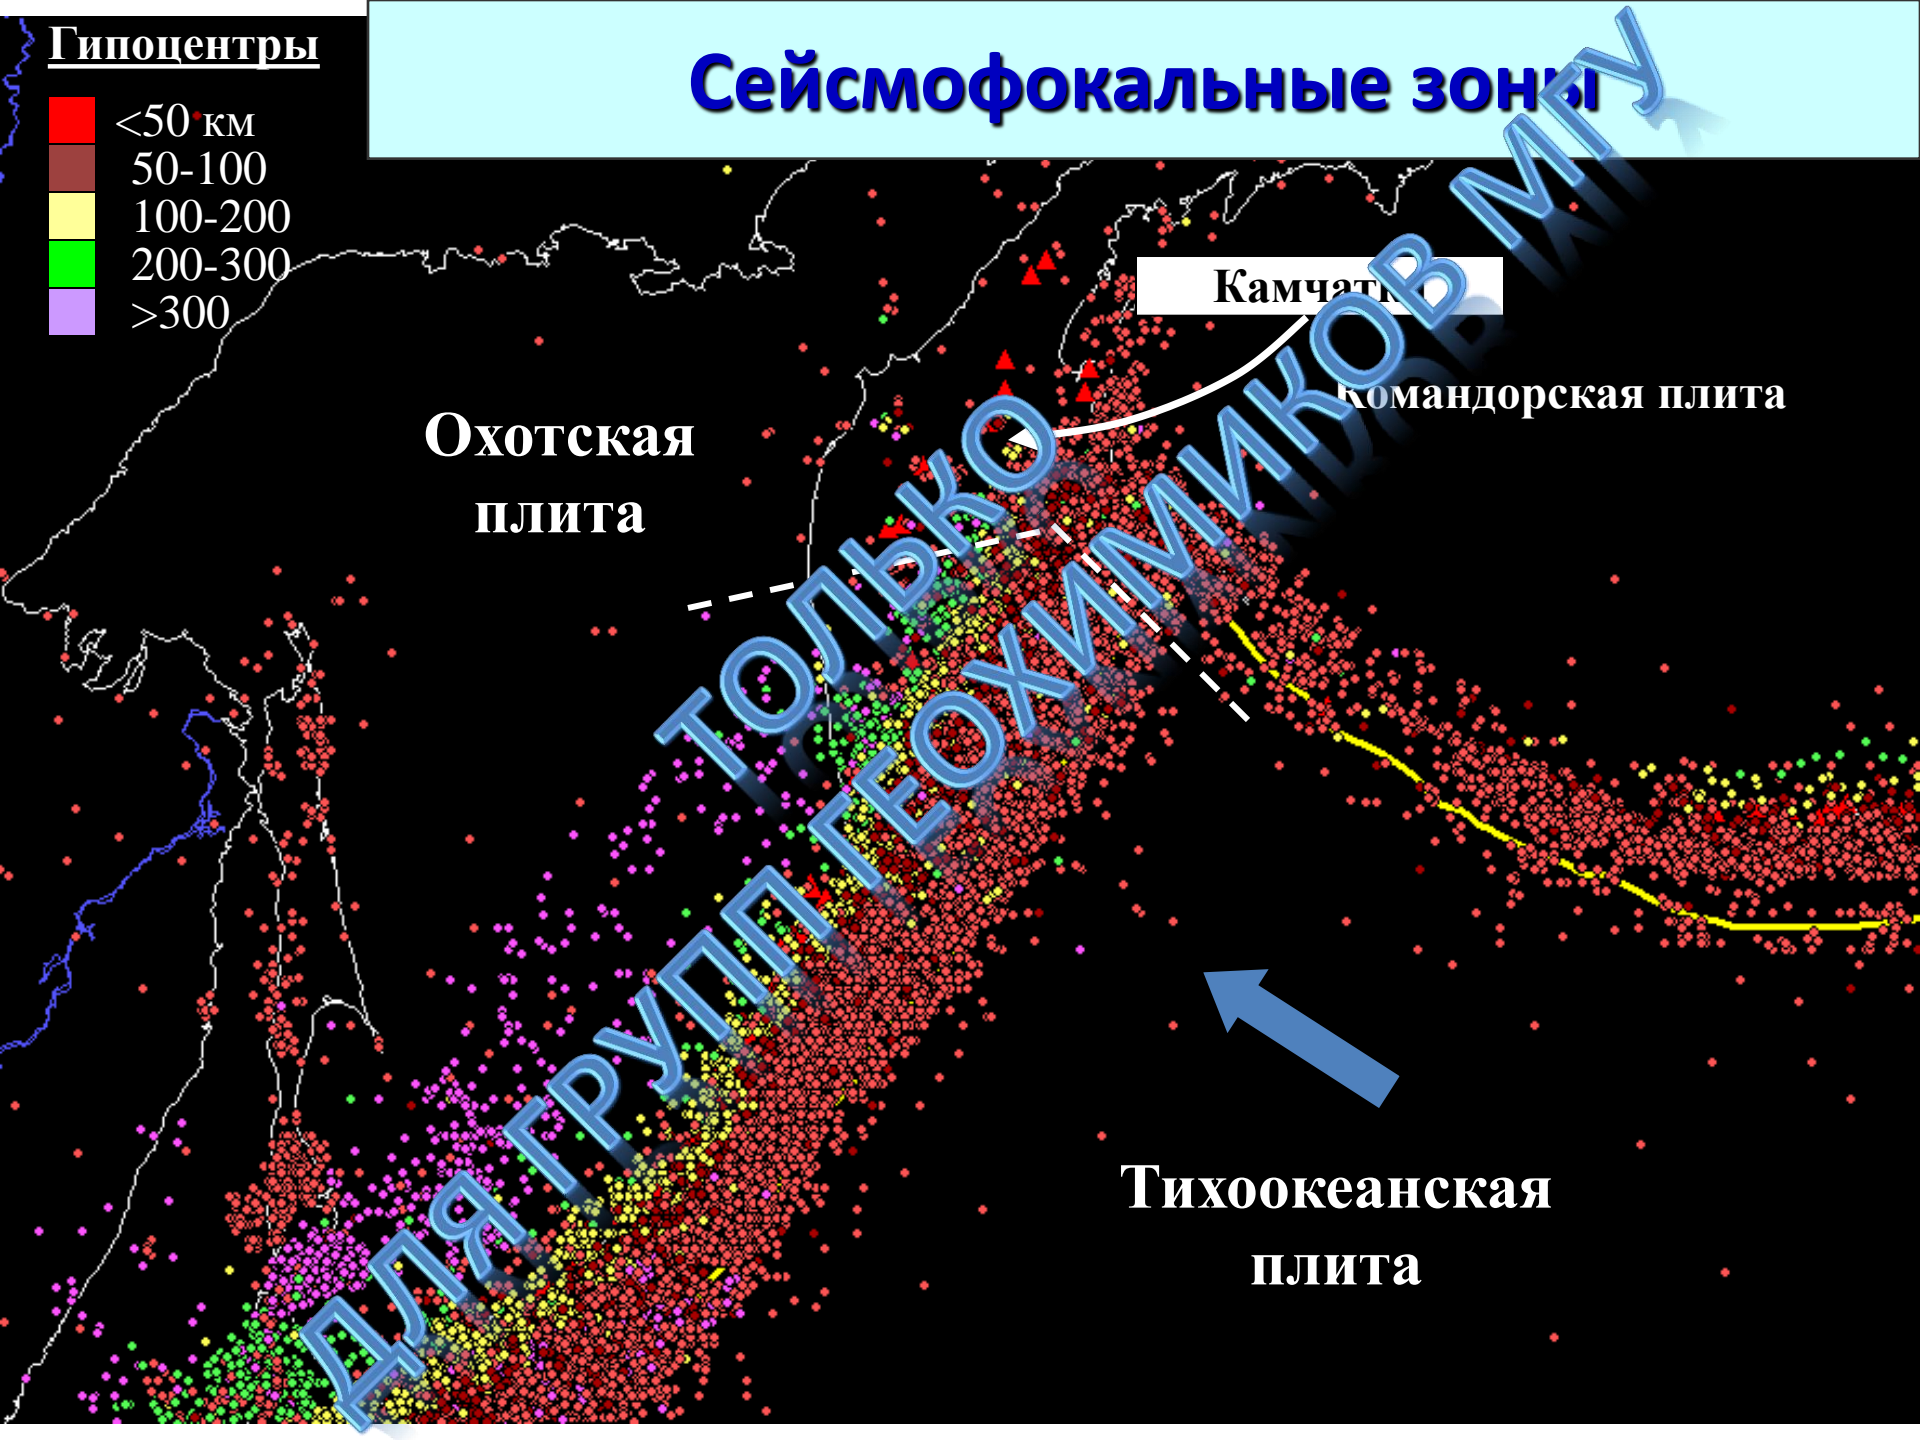 Гипоцентры
Сейсмофокальные зоны
<50 км
50-100
100-200
200-300
>300
Камчатка
Командорская плита
Охотская
плита
Тихоокеанская
плита
ТОЛЬКО
ДЛЯ ГРУПП ГЕОХИМИКОВ МГУ